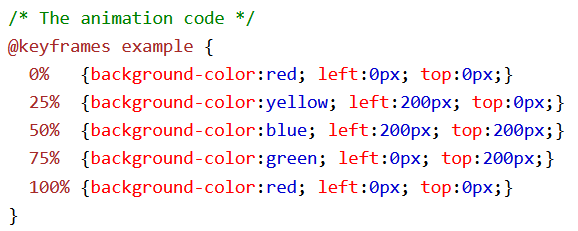 /* The animation code */
@keyframes example {
  0%   {background-color:red; left:0px; top:0px;}
  25%  {background-color:yellow; left:200px; top:0px;}
  50%  {background-color:blue; left:200px; top:200px;}
  75%  {background-color:green; left:0px; top:200px;}
  100% {background-color:red; left:0px; top:0px;}
}